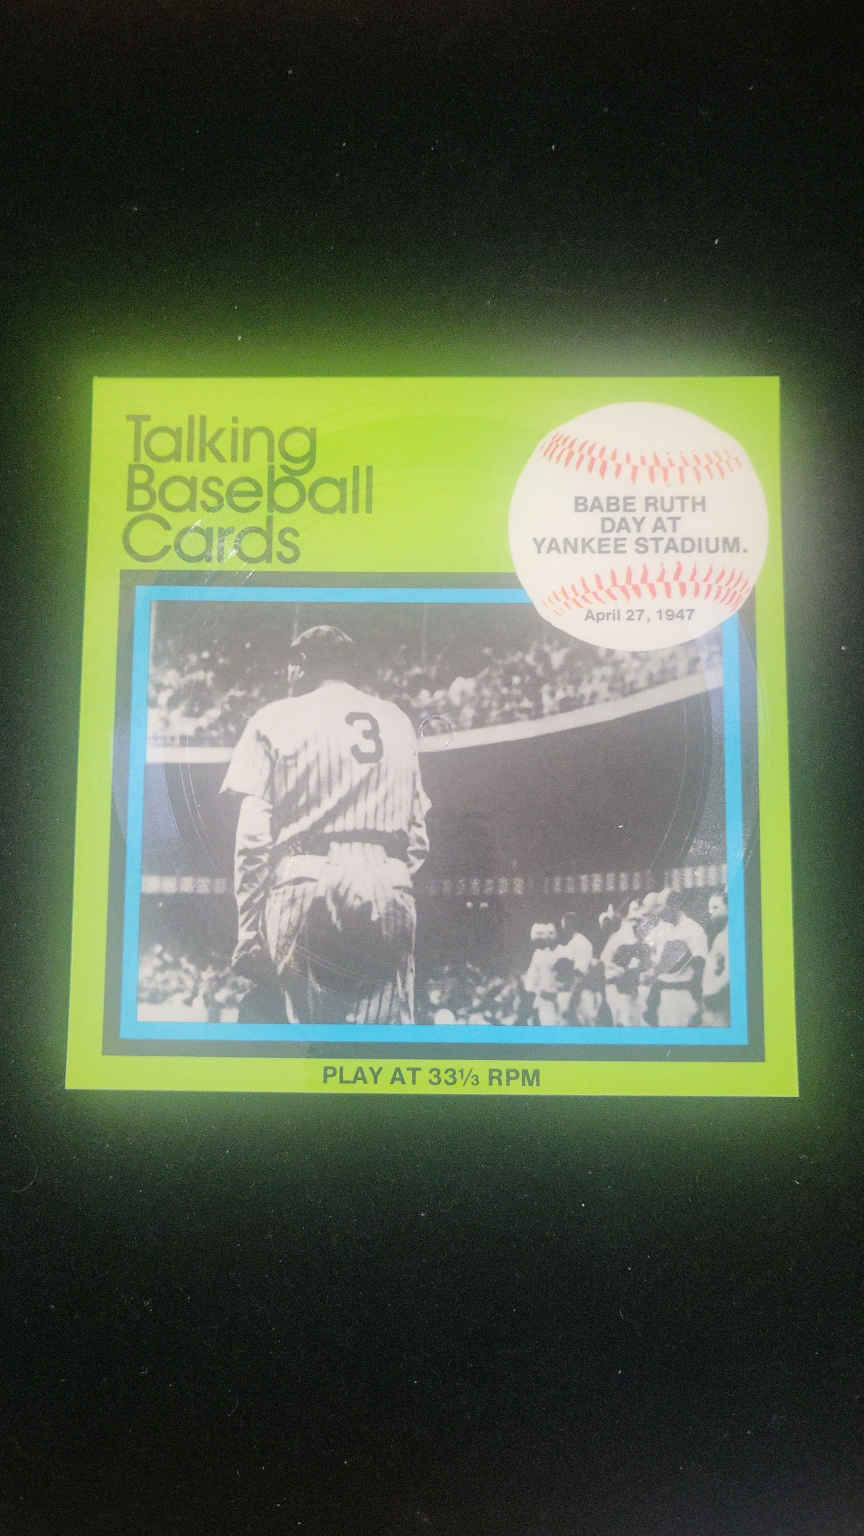 Talking
Baseball
Cards
BABE RUTH
DAY AT
YANKEE STADIUM.
April 27, 1947
3
PLAY AT 33⅓ RPM